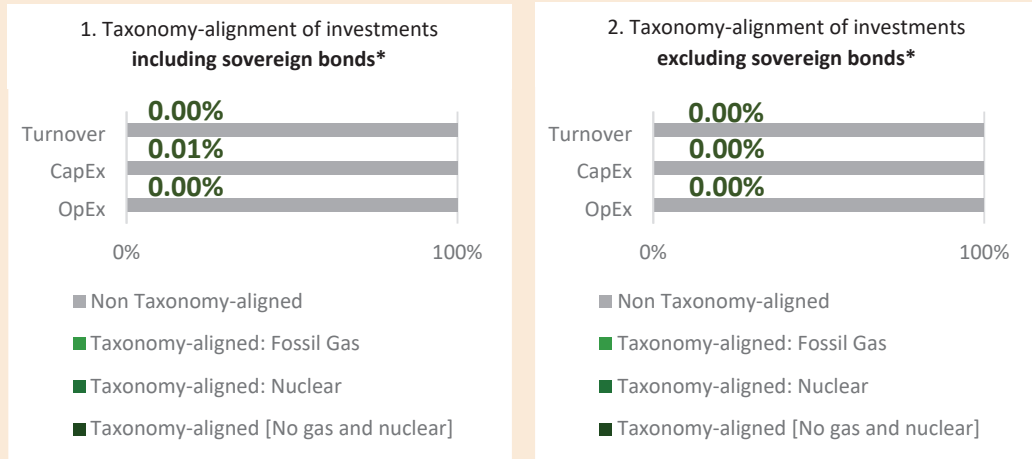 1. Taxonomy-alignment of investments
including sovereign bonds*
0.00%
Turnover
0.01%
CapEx
0.00%
OpEx
0%
100%
Non Taxonomy-aligned
Taxonomy-aligned: Fossil Gas
Taxonomy-aligned: Nuclear
Taxonomy-aligned [No gas and nuclear]
2. Taxonomy-alignment of investments
excluding sovereign bonds*
0.00%
Turnover
0.00%
CapEx
0.00%
OpEx
0%
100%
Non Taxonomy-aligned
Taxonomy-aligned: Fossil Gas
Taxonomy-aligned: Nuclear
Taxonomy-aligned [No gas and nuclear]